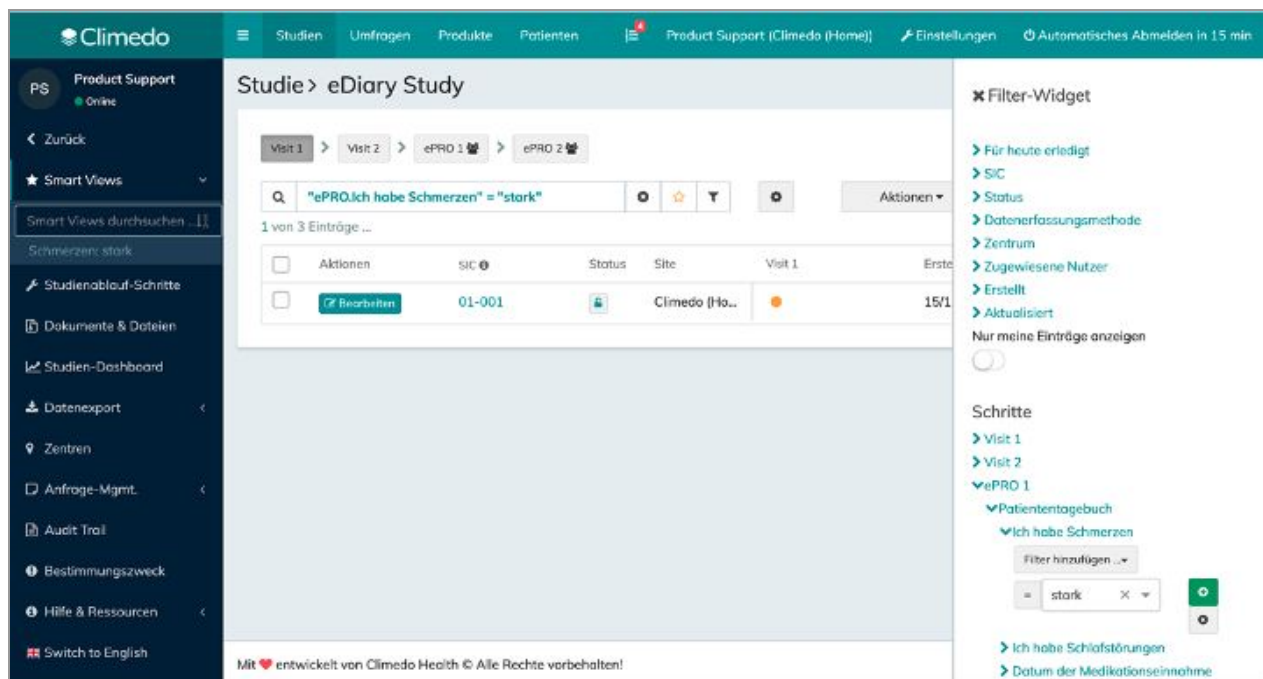 Climedo
Studien Umfragen Produkte Patienten 4 Product Support (Climedo (Home)) Einstellungen Automatisches Abmelden in 15 min
PS Product Support
Online
Zurück
Smart Views
Smart Views durchsuchen ...
Schmerzen: stark
Studienablauf-Schritte
Dokumente & Dateien
Studien-Dashboard
Datenexport
Zentren
Anfrage-Mgmt.
Audit Trail
Bestimmungszweck
Hilfe & Ressourcen
Switch to English
Studie > eDiary Study
Visit 1 > Visit 2 > ePRO 1 > ePRO 2
"ePRO.Ich habe Schmerzen" = "stark"
Aktionen
1 von 3 Einträge ...
Aktionen SIC Status Site Visit 1 Erste
Bearbeiten 01-001 Climedo (Ho... 15/1
Mit ❤ entwickelt von Climedo Health © Alle Rechte vorbehalten!
Filter-Widget
Für heute erledigt
SIC
Status
Datenerfassungsmethode
Zentrum
Zugewiesene Nutzer
Erstellt
Aktualisiert
Nur meine Einträge anzeigen
Schritte
Visit 1
Visit 2
ePRO 1
Patiententagebuch
Ich habe Schmerzen
Filter hinzufügen ...
= stark
Ich habe Schlafstörungen
Datum der Medikationseinnahme